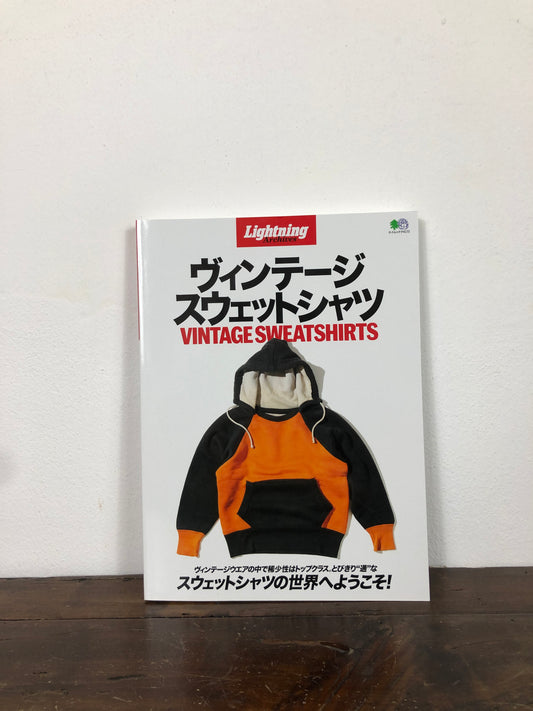 Lightning
Archives
ヴィンテージ
スウェットシャツ
VINTAGE SWEATSHIRTS
ヴィンテージウエアの中で稀少性はトップクラス、とびきり“通”な
スウェットシャツの世界へようこそ!